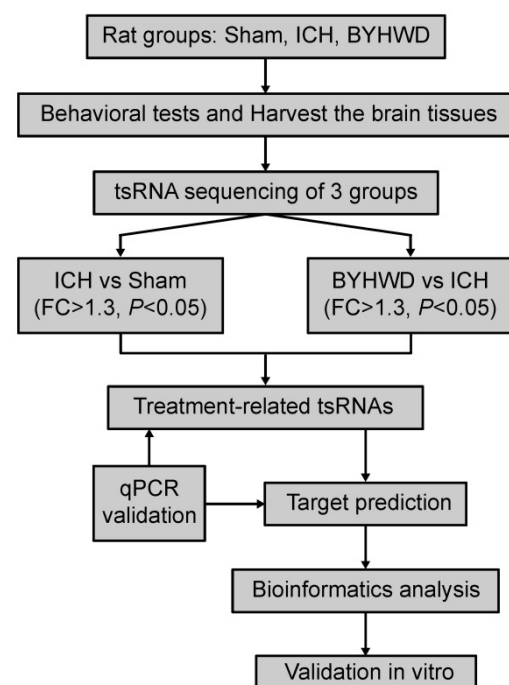 Rat groups: Sham, ICH, BYHWD
Behavioral tests and Harvest the brain tissues
tsRNA sequencing of 3 groups
ICH vs Sham
(FC>1.3, P<0.05)
BYHWD vs ICH
(FC>1.3, P<0.05)
Treatment-related tsRNAs
qPCR
validation
Target prediction
Bioinformatics analysis
Validation in vitro